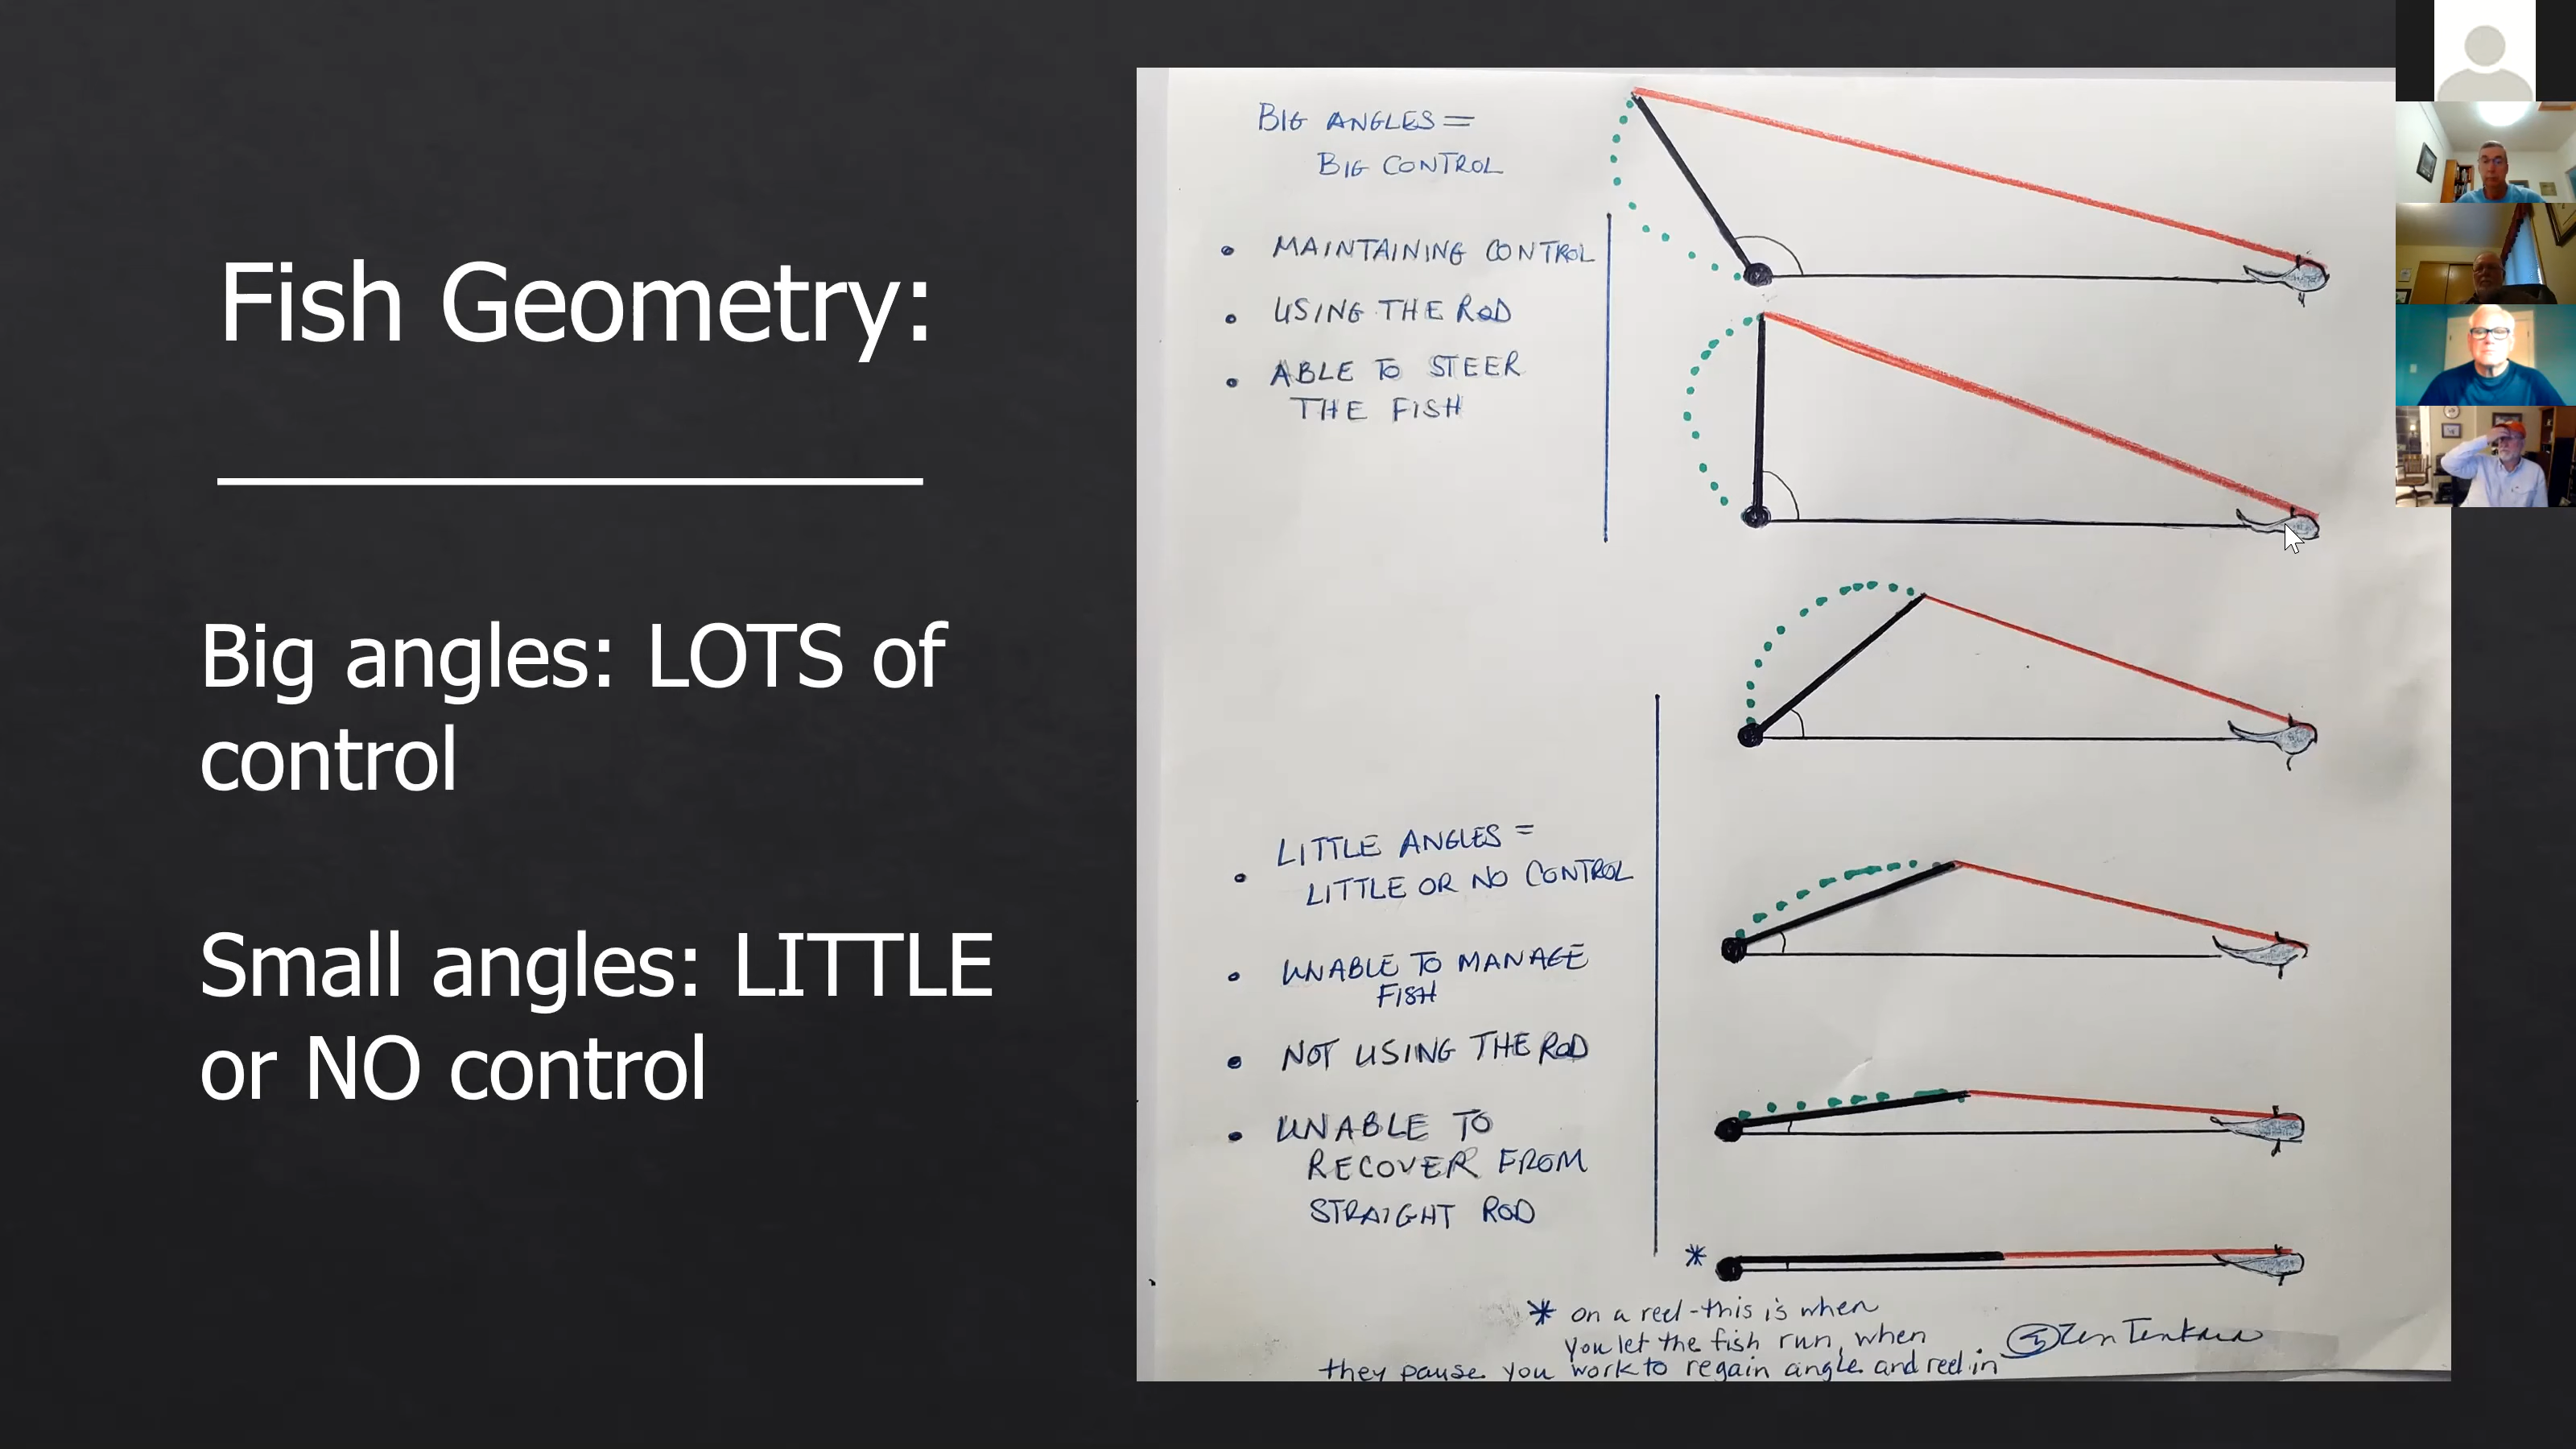 Fish Geometry:
Big angles: LOTS of
control
Small angles: LITTLE
or NO control
BIG ANGLES =
BIG CONTROL
• MAINTAINING CONTROL
• USING THE ROD
• ABLE TO STEER
THE FISH
• LITTLE ANGLES =
LITTLE OR NO CONTROL
• UNABLE TO MANAGE
FISH
• NOT USING THE ROD
• UNABLE TO
RECOVER FROM
STRAIGHT ROD
*
* on a reel - this is when
you let the fish run, when
they pause you work to regain angle and reel in
Zen Tenkara